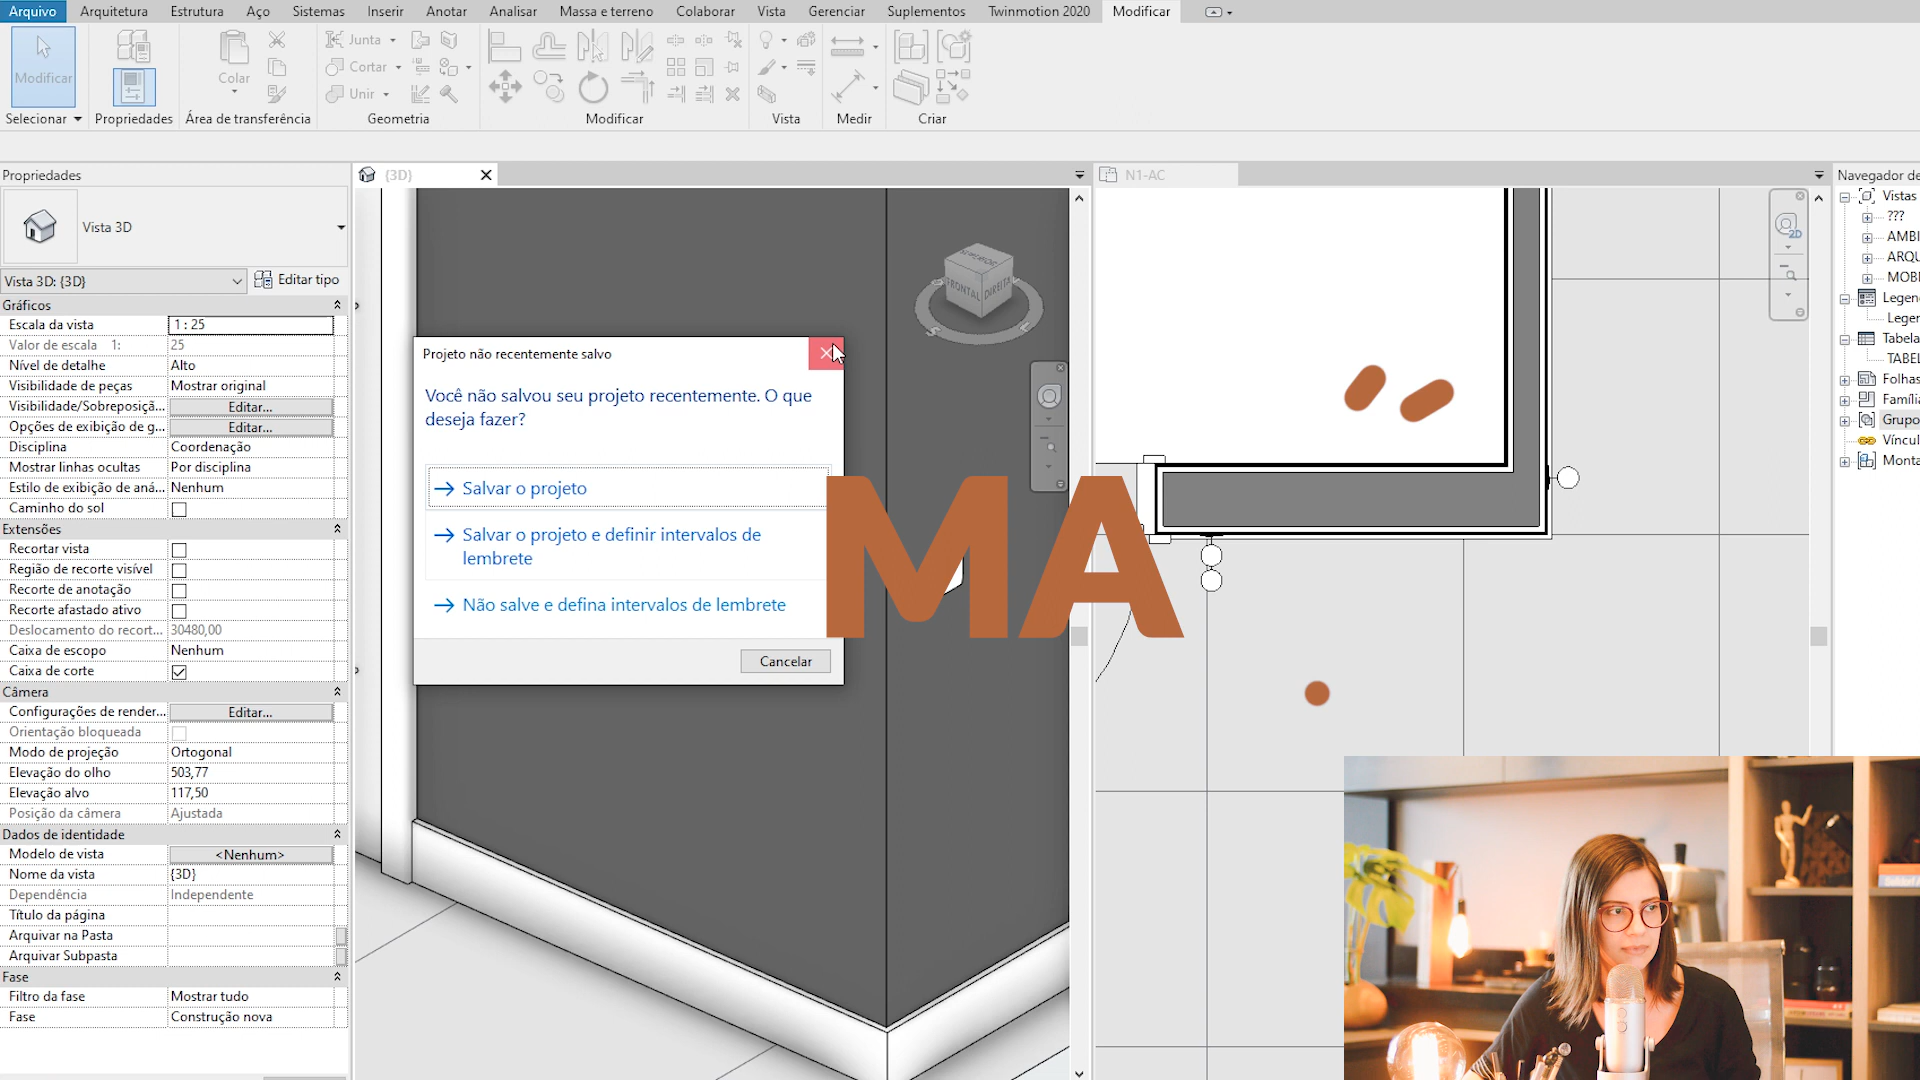 Arquivo Arquitetura Estrutura Aço Sistemas Inserir Anotar Analisar Massa e terreno Colaborar Vista Gerenciar Suplementos Twinmotion 2020 Modificar
Modificar
Colar
Junta
Cortar
Unir
Selecionar Propriedades Área de transferência Geometria Modificar Vista Medir Criar
Propriedades
{3D}
N1-AC
Navegador de
Vista 3D
Vista 3D: {3D}
Editar tipo
Gráficos
Escala da vista 1 : 25
Valor de escala 1: 25
Nível de detalhe Alto
Visibilidade de peças Mostrar original
Visibilidade/Sobreposiçã... Editar...
Opções de exibição de g... Editar...
Disciplina Coordenação
Mostrar linhas ocultas Por disciplina
Estilo de exibição de aná... Nenhum
Caminho do sol
Extensões
Recortar vista
Região de recorte visível
Recorte de anotação
Recorte afastado ativo
Deslocamento do recort... 30480,00
Caixa de escopo Nenhum
Caixa de corte
Câmera
Configurações de render... Editar...
Orientação bloqueada
Modo de projeção Ortogonal
Elevação do olho 503,77
Elevação alvo 117,50
Posição da câmera Ajustada
Dados de identidade
Modelo de vista <Nenhum>
Nome da vista {3D}
Dependência Independente
Título da página
Arquivar na Pasta
Arquivar Subpasta
Fase
Filtro da fase Mostrar tudo
Fase Construção nova
FRONTAL DIREITA
Projeto não recentemente salvo
Você não salvou seu projeto recentemente. O que
deseja fazer?
Salvar o projeto
Salvar o projeto e definir intervalos de
lembrete
Não salve e defina intervalos de lembrete
Cancelar
MA
2D
Vistas
???
AMBI
ARQU
MOBI
Legen
Legen
Tabela
TABEL
Folhas
Famíli
Grupo
Víncul
Monta